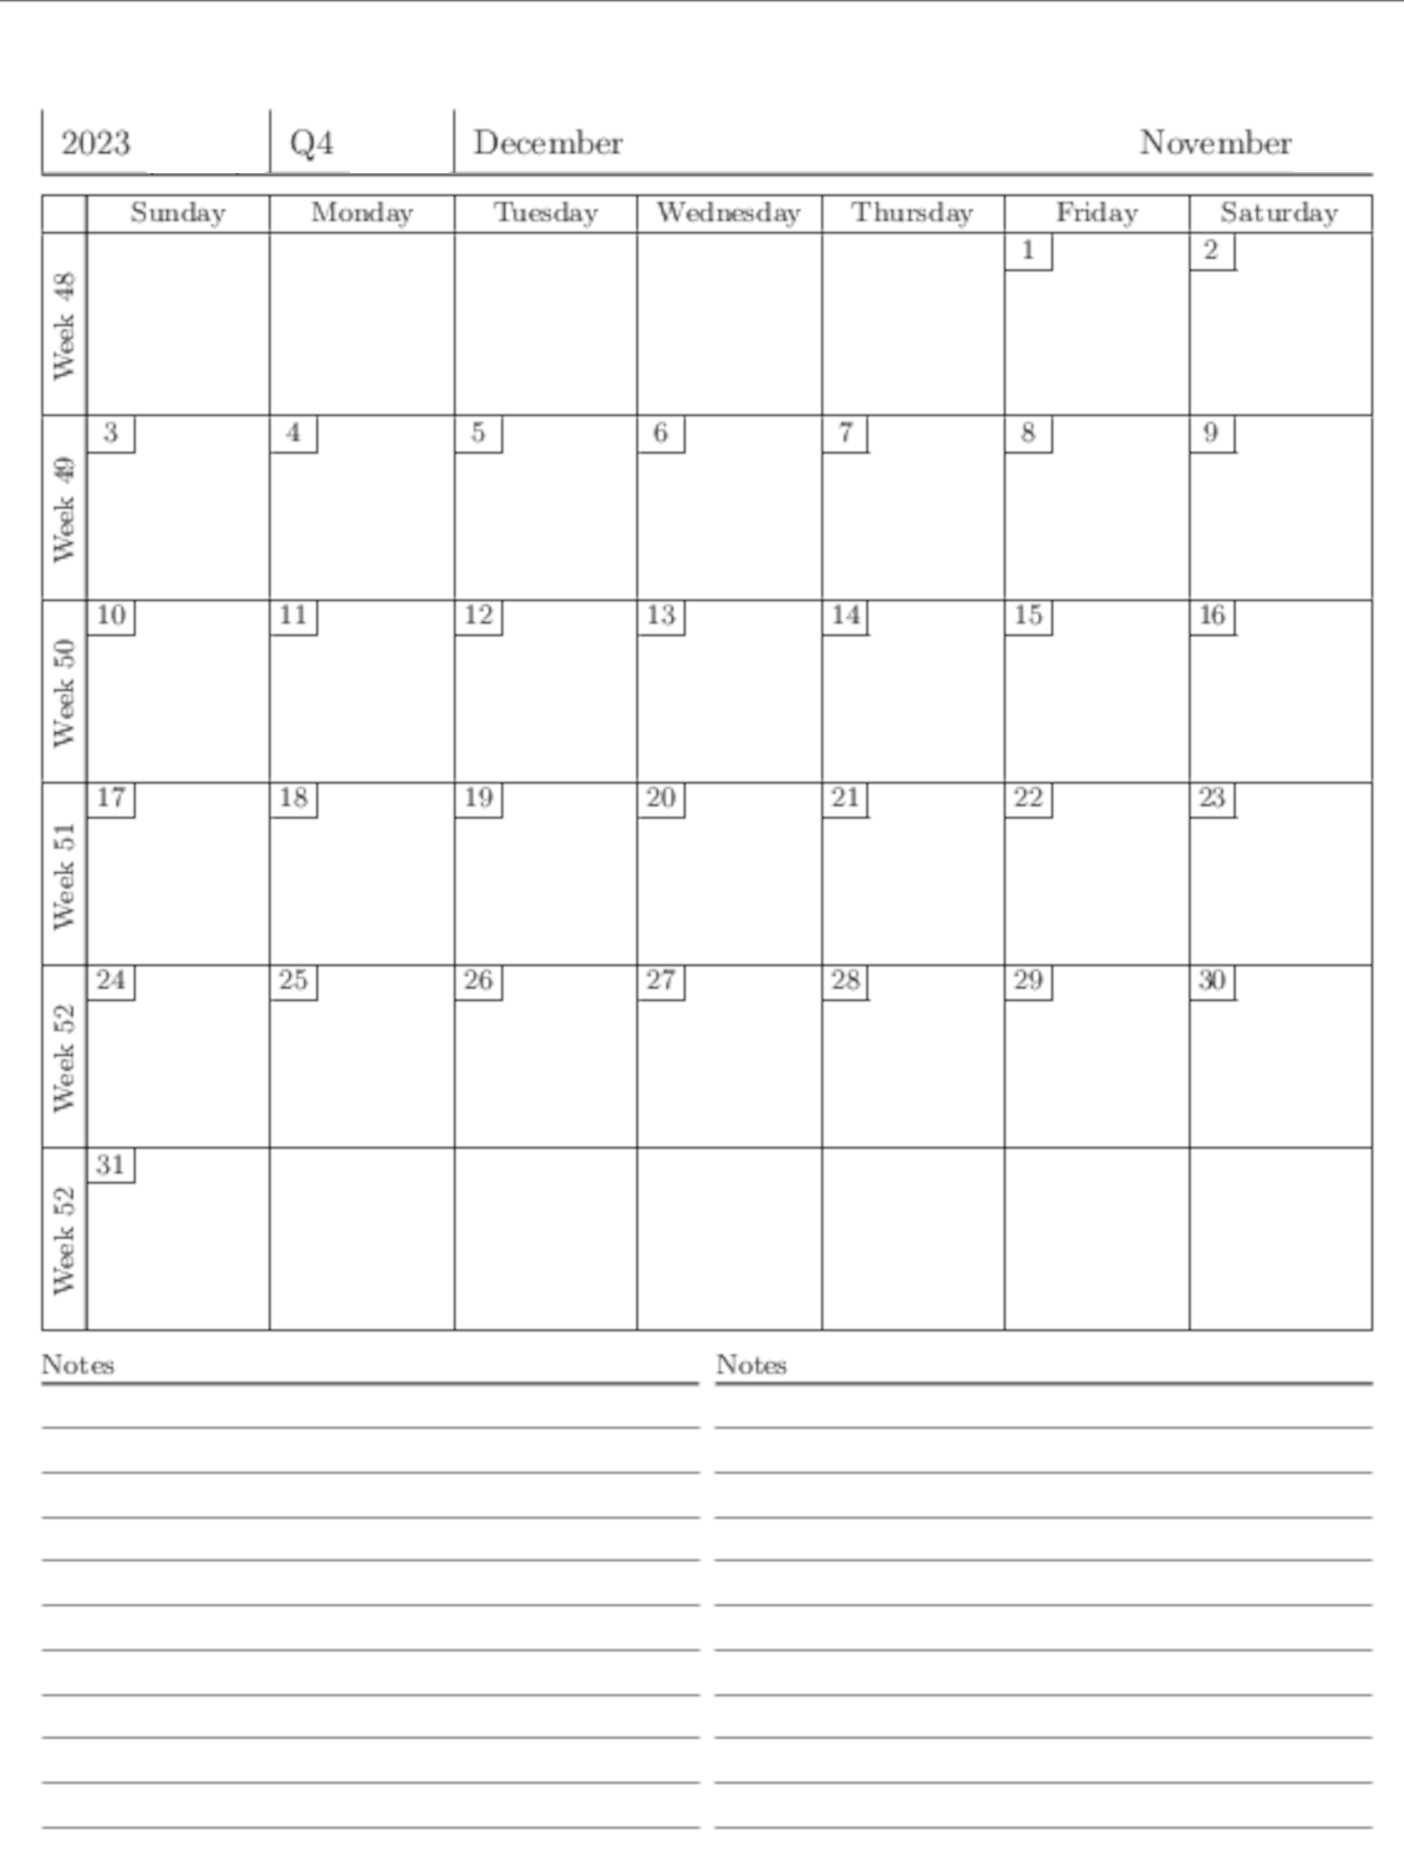 2023 Q4 December November
Sunday Monday Tuesday Wednesday Thursday Friday Saturday
Week 48 1 2
Week 49 3 4 5 6 7 8 9
Week 50 10 11 12 13 14 15 16
Week 51 17 18 19 20 21 22 23
Week 52 24 25 26 27 28 29 30
Week 52 31
Notes Notes